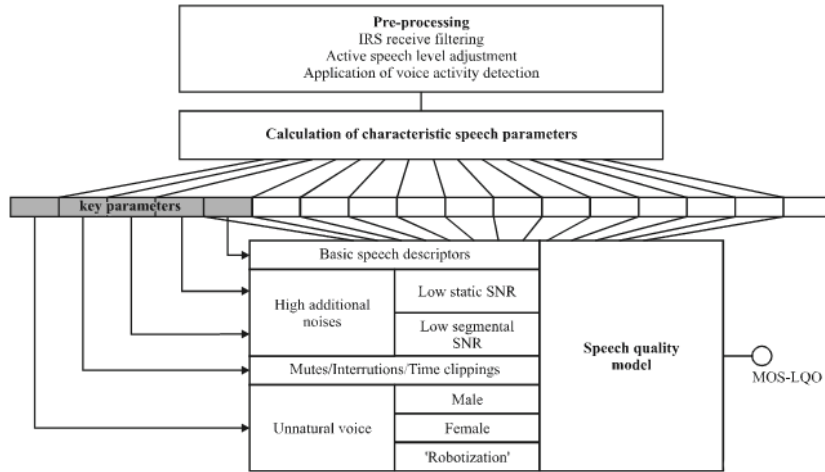 Pre-processing
IRS receive filtering
Active speech level adjustment
Application of voice activity detection
Calculation of characteristic speech parameters
key parameters
Basic speech descriptors
High additional
noises
Low static SNR
Low segmental
SNR
Mutes/Interrutions/Time clippings
Unnatural voice
Male
Female
'Robotization'
Speech quality
model
MOS-LQO